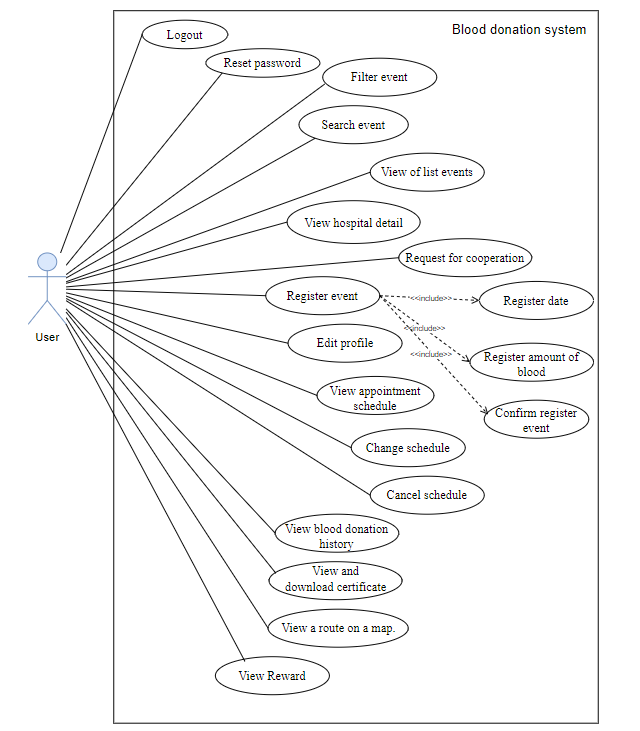 Blood donation system
Logout
Reset password
Filter event
Search event
View of list events
View hospital detail
Request for cooperation
Register event
<<include>>
Register date
<<include>>
User
Edit profile
<<include>>
Register amount of
blood
View appointment
schedule
Confirm register
event
Change schedule
Cancel schedule
View blood donation
history
View and
download certificate
View a route on a map.
View Reward